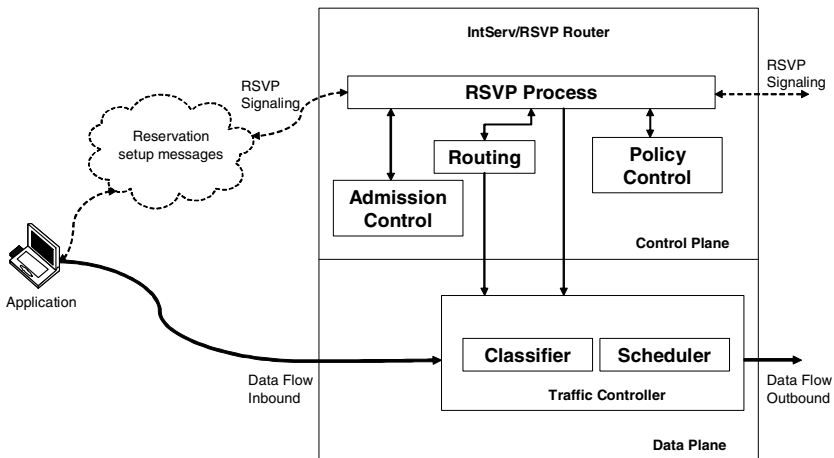 IntServ/RSVP Router
RSVP
Signaling
RSVP
Signaling
RSVP Process
Reservation
setup messages
Routing
Policy
Control
Admission
Control
Control Plane
Application
Classifier
Scheduler
Data Flow
Inbound
Traffic Controller
Data Flow
Outbound
Data Plane